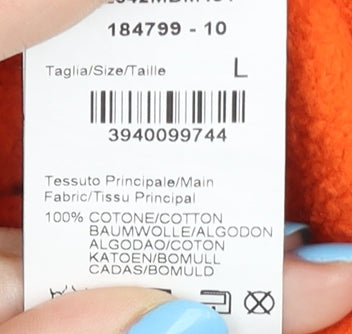 184799 - 10
Taglia/Size/Taille L
3940099744
Tessuto Principale/Main
Fabric/Tissu Principal
100% COTONE/COTTON
BAUMWOLLE/ALGODON
ALGODAO/COTON
KATOEN/BOMULL
CADAS/BOMULD